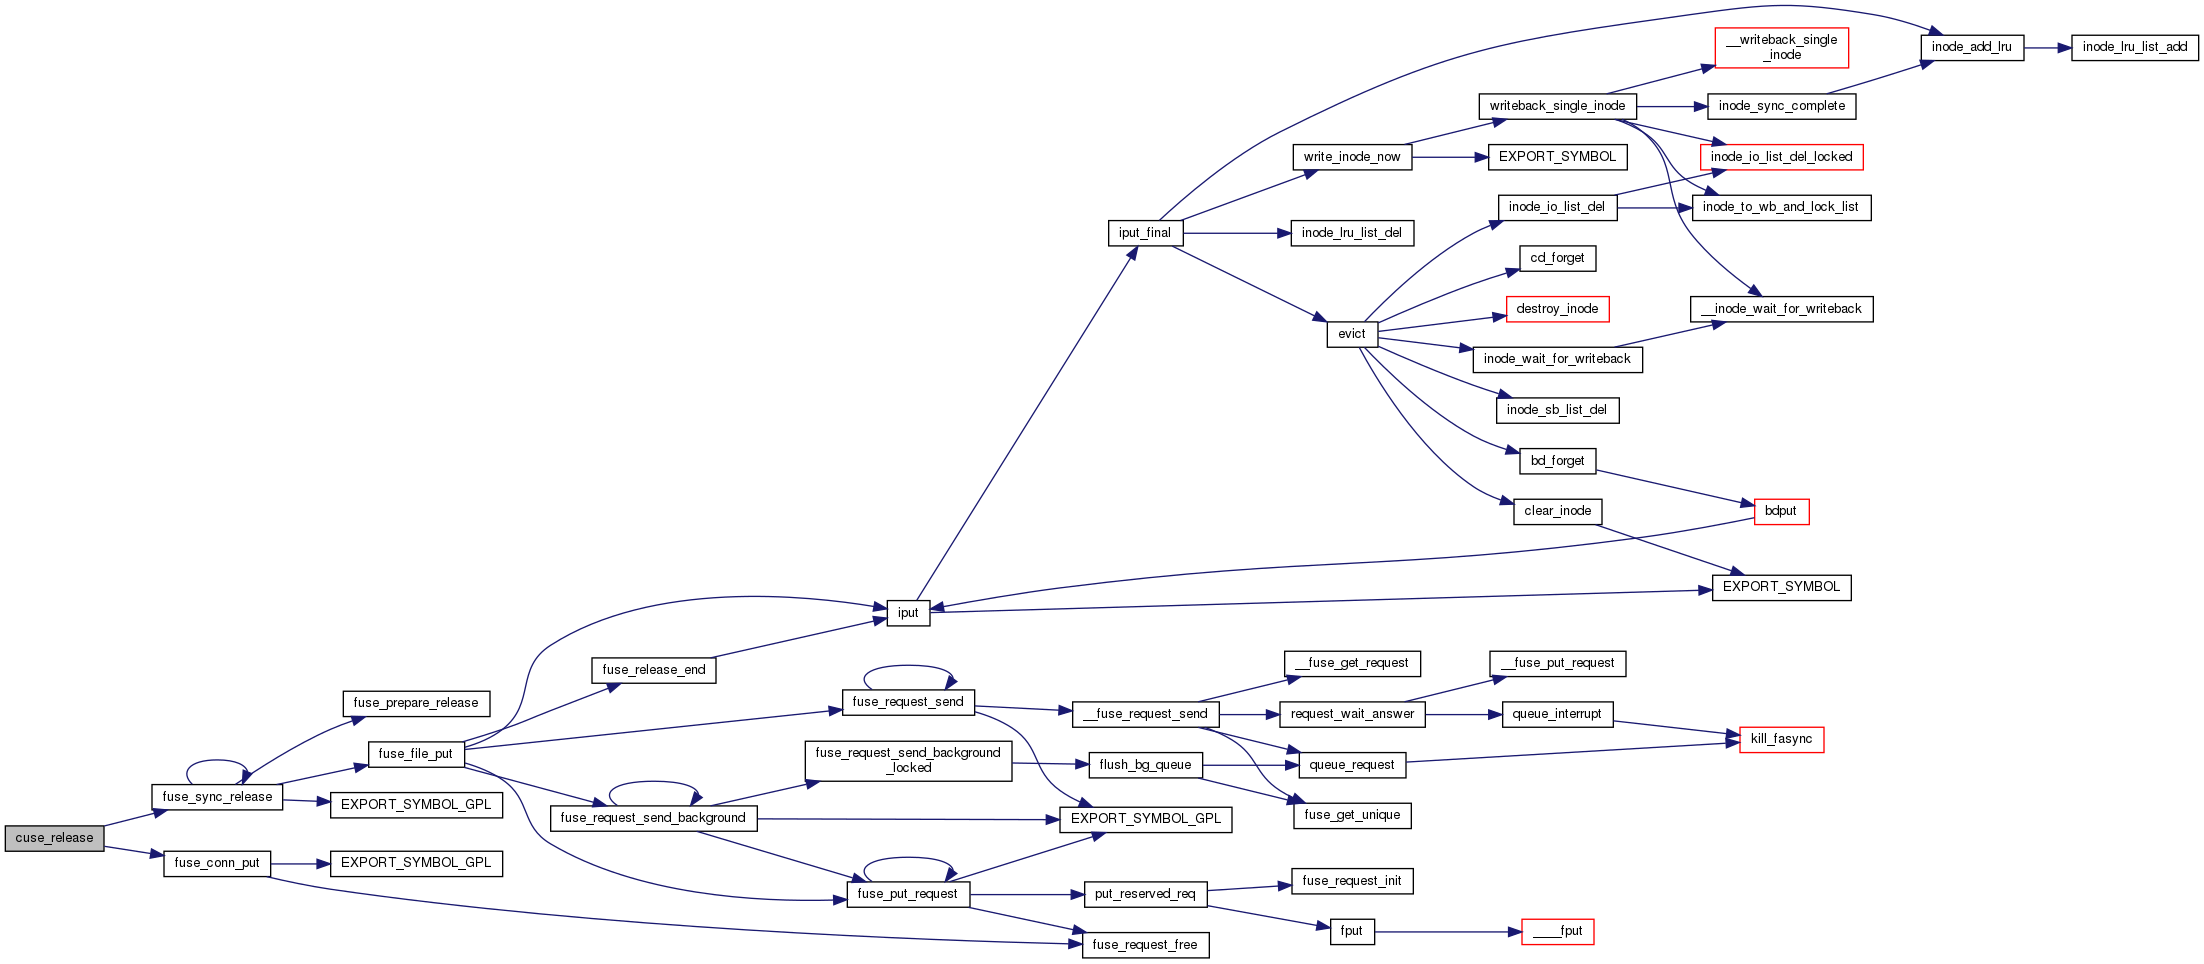 cuse_release
fuse_sync_release
fuse_conn_put
fuse_prepare_release
EXPORT_SYMBOL_GPL
EXPORT_SYMBOL_GPL
fuse_file_put
fuse_release_end
fuse_request_send_background
fuse_request_send
fuse_request_send_background
_locked
fuse_put_request
iput
iput_final
__fuse_request_send
flush_bg_queue
EXPORT_SYMBOL_GPL
put_reserved_req
fuse_request_free
write_inode_now
inode_lru_list_del
evict
__fuse_get_request
request_wait_answer
queue_request
fuse_get_unique
fuse_request_init
fput
writeback_single_inode
EXPORT_SYMBOL
inode_io_list_del
cd_forget
destroy_inode
inode_wait_for_writeback
inode_sb_list_del
bd_forget
clear_inode
__fuse_put_request
queue_interrupt
____fput
__writeback_single
_inode
inode_sync_complete
inode_io_list_del_locked
inode_to_wb_and_lock_list
__inode_wait_for_writeback
bdput
EXPORT_SYMBOL
kill_fasync
inode_add_lru
inode_lru_list_add